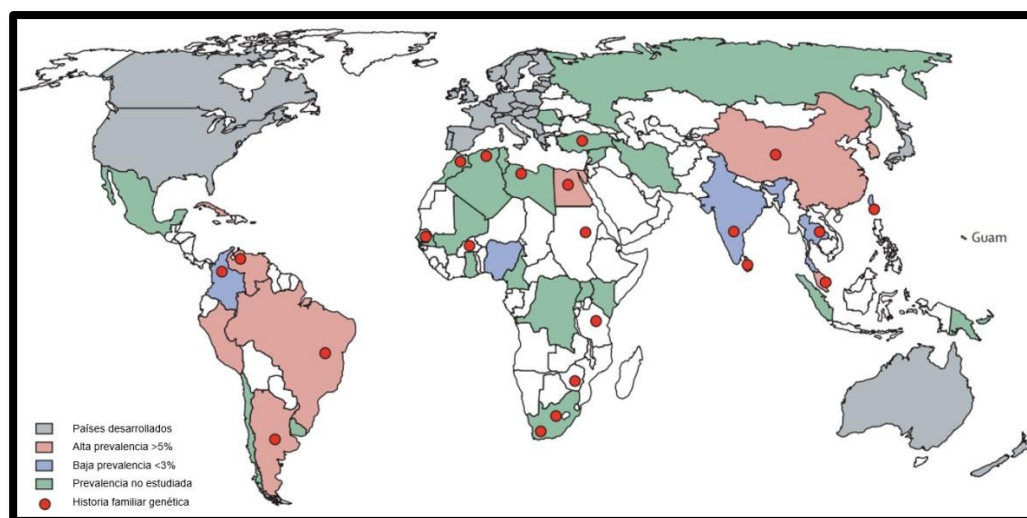 Guam
Países desarrollados
Alta prevalencia >5%
Baja prevalencia <3%
Prevalencia no estudiada
Historia familiar genética